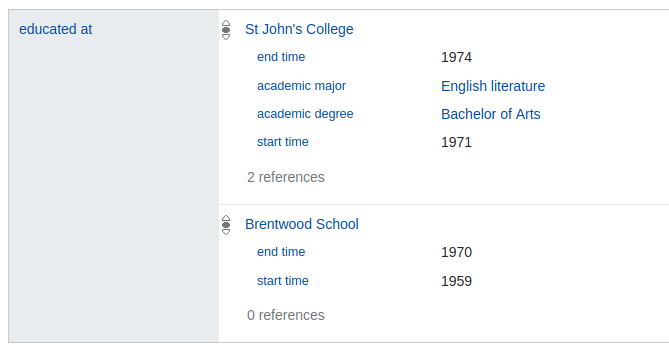 educated at
St John's College
end time 1974
academic major English literature
academic degree Bachelor of Arts
start time 1971
2 references
Brentwood School
end time 1970
start time 1959
0 references